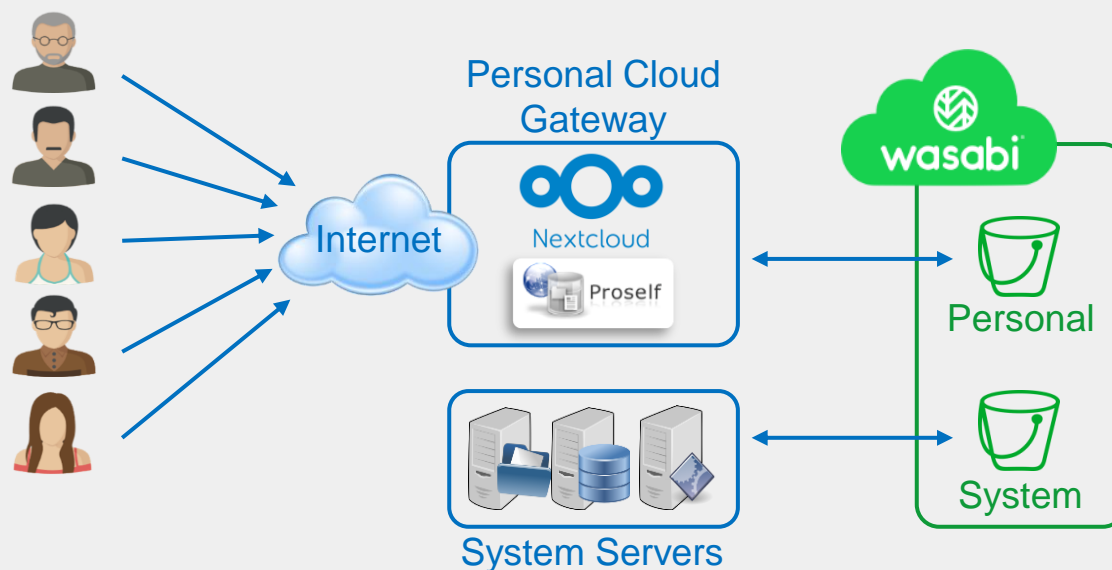 Personal Cloud
Gateway
Internet
Nextcloud
Proself
wasabi
Personal
System
System Servers